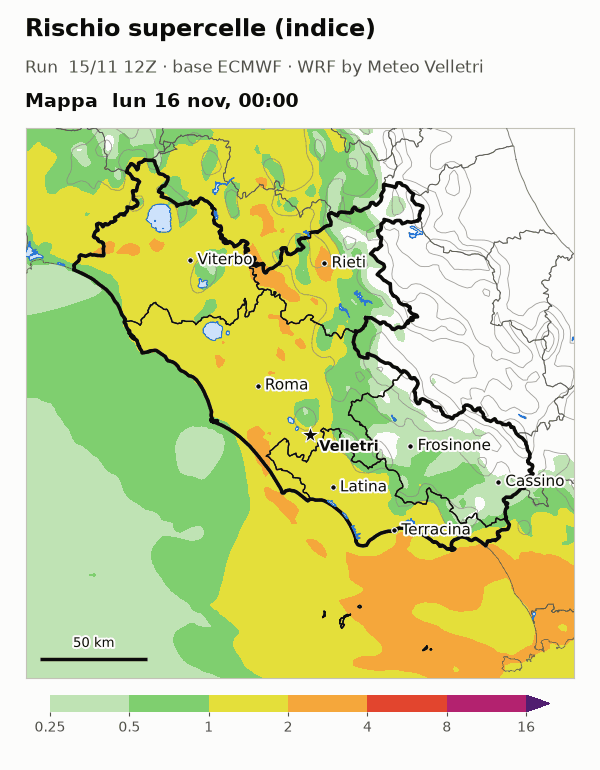 Rischio supercelle (indice)
Run  15/11 12Z · base ECMWF · WRF by Meteo Velletri
Mappa  lun 16 nov, 00:00
Viterbo
Rieti
Roma
Velletri
Frosinone
Cassino
Latina
Terracina
50 km
0.25 0.5 1 2 4 8 16